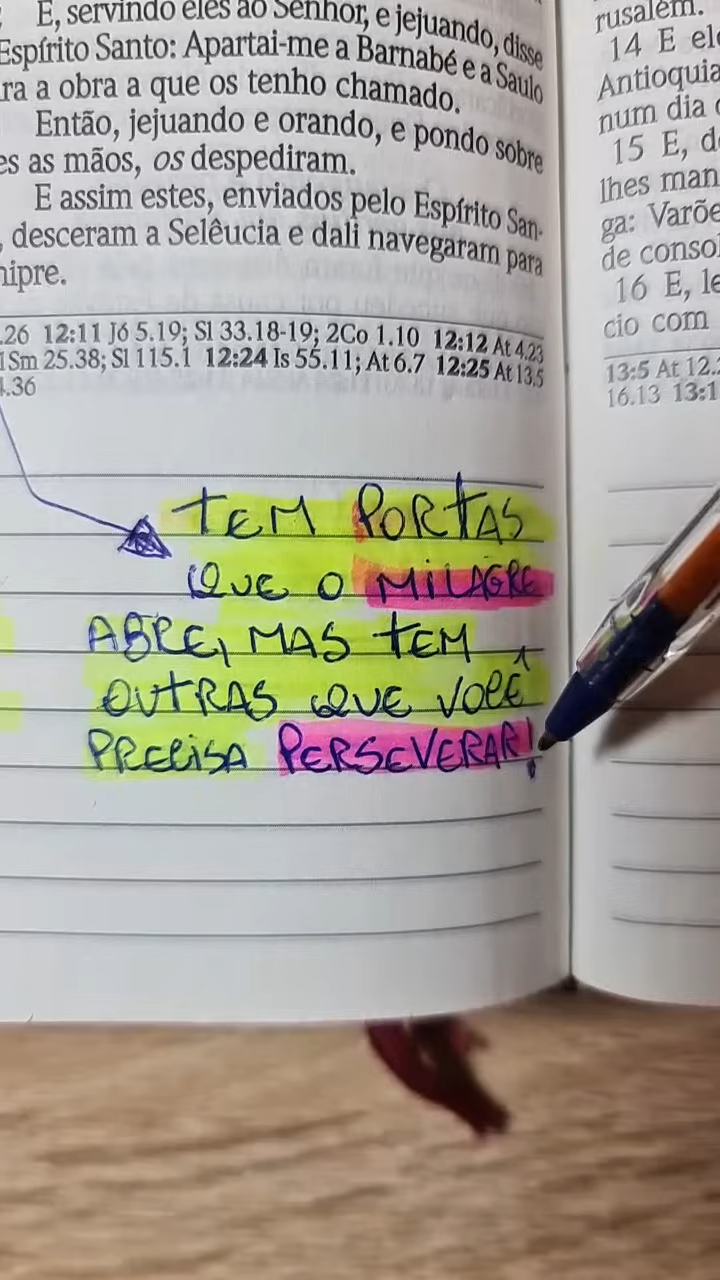 E, servindo eles ao Senhor, e jejuando, disse
Espírito Santo: Apartai-me a Barnabé e a Saulo
ra a obra a que os tenho chamado.
Então, jejuando e orando, e pondo sobre
es as mãos, os despediram.
E assim estes, enviados pelo Espírito San-
, desceram a Selêucia e dali navegaram para
hipre.
.26 12:11 Jó 5.19; Sl 33.18-19; 2Co 1.10 12:12 At 4.23
1Sm 25.38; Sl 115.1 12:24 Is 55.11; At 6.7 12:25 At 13.5
4.36
TEM PORTAS
QUE O MILAGRE
ABRE, MAS TEM
OUTRAS QUE VOCÊ
PRECISA PERSEVERAR!
rusalém.
14 E ele
Antioquia
num dia
15 E, d
lhes man
ga: Varõe
de consol
16 E, le
cio com
13:5 At 12.
16.13 13:1